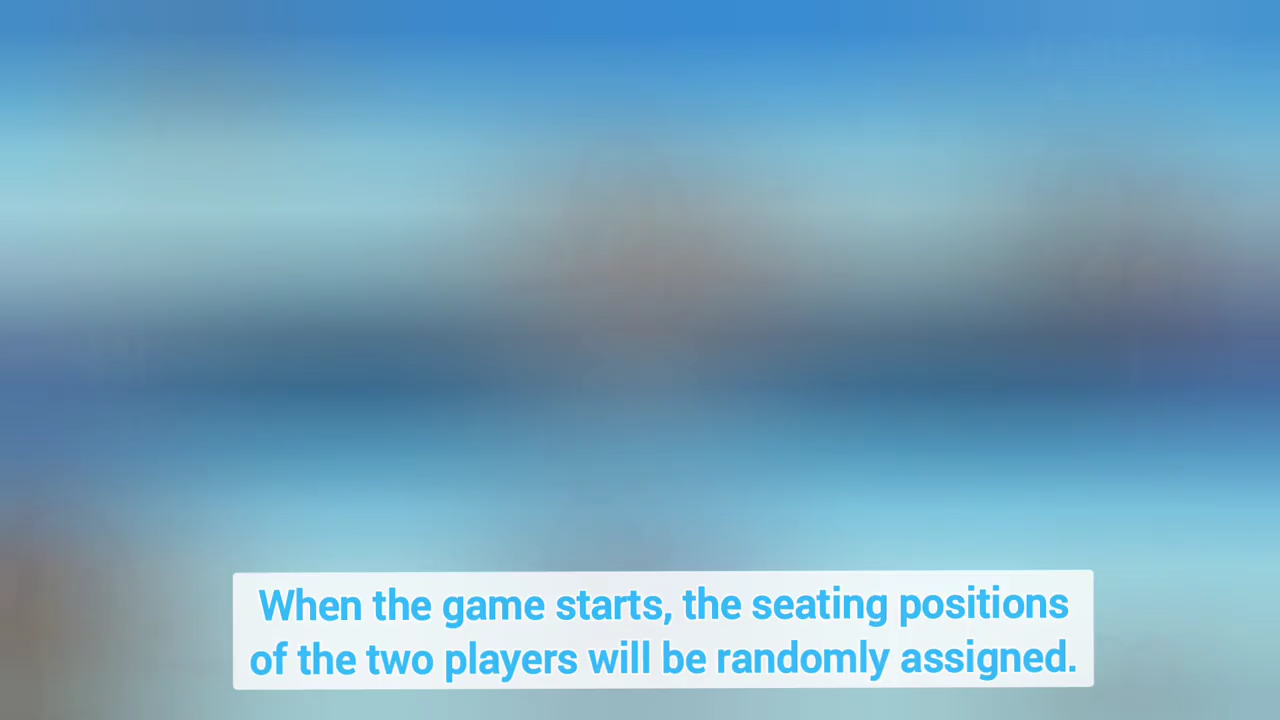 When the game starts, the seating positions
of the two players will be randomly assigned.